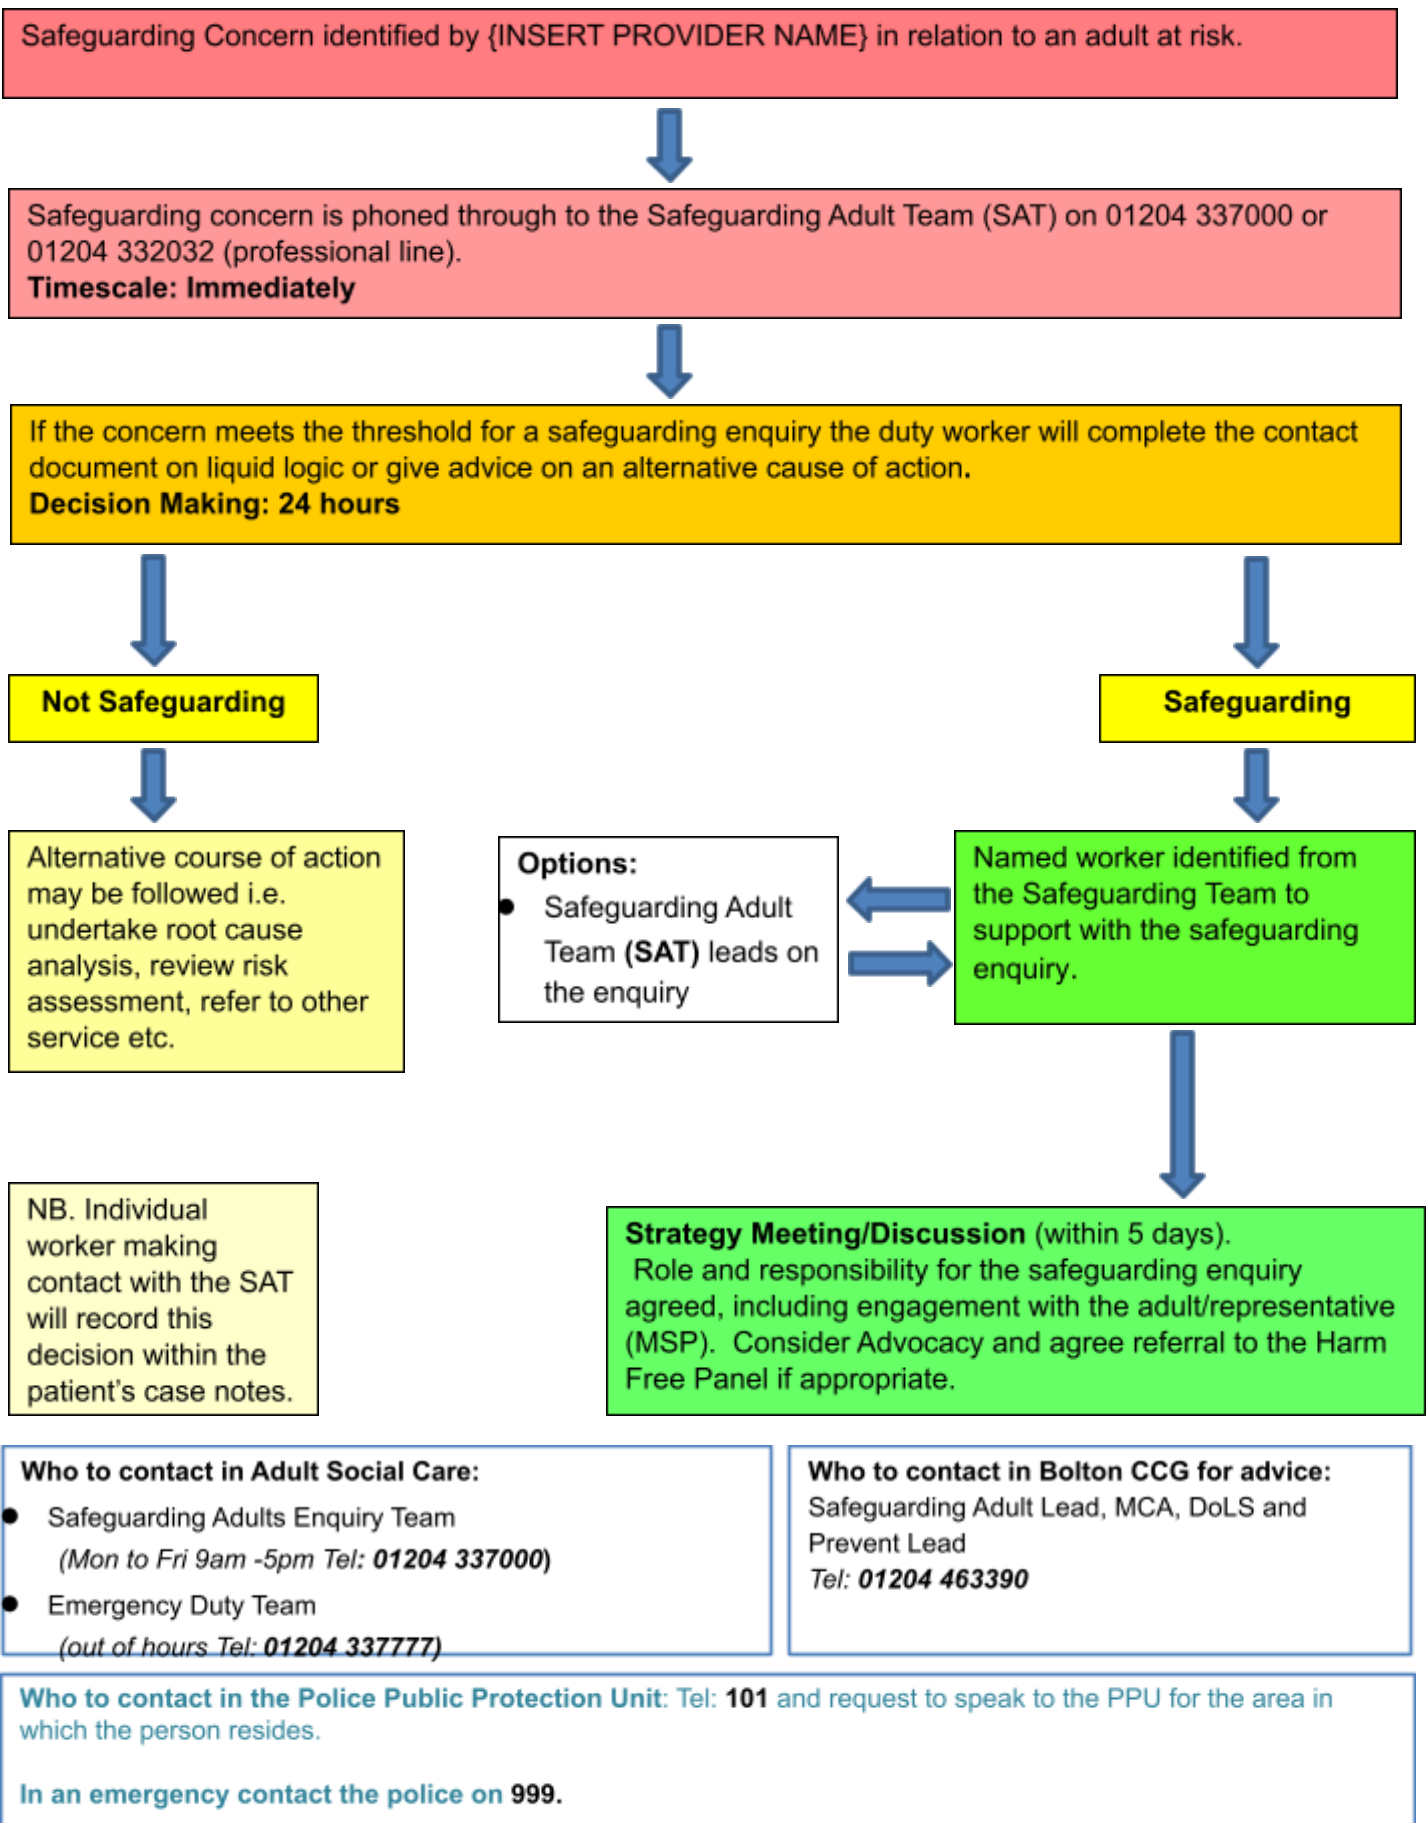 Safeguarding Concern identified by {INSERT PROVIDER NAME} in relation to an adult at risk.
Safeguarding concern is phoned through to the Safeguarding Adult Team (SAT) on 01204 337000 or
01204 332032 (professional line).
Timescale: Immediately
If the concern meets the threshold for a safeguarding enquiry the duty worker will complete the contact
document on liquid logic or give advice on an alternative cause of action.
Decision Making: 24 hours
Not Safeguarding
Safeguarding
Alternative course of action
may be followed i.e.
undertake root cause
analysis, review risk
assessment, refer to other
service etc.
Options:
● Safeguarding Adult
Team (SAT) leads on
the enquiry
Named worker identified from
the Safeguarding Team to
support with the safeguarding
enquiry.
NB. Individual
worker making
contact with the SAT
will record this
decision within the
patient's case notes.
Strategy Meeting/Discussion (within 5 days).
Role and responsibility for the safeguarding enquiry
agreed, including engagement with the adult/representative
(MSP). Consider Advocacy and agree referral to the Harm
Free Panel if appropriate.
Who to contact in Adult Social Care:
● Safeguarding Adults Enquiry Team
(Mon to Fri 9am -5pm Tel: 01204 337000)
● Emergency Duty Team
(out of hours Tel: 01204 337777)
Who to contact in Bolton CCG for advice:
Safeguarding Adult Lead, MCA, DoLS and
Prevent Lead
Tel: 01204 463390
Who to contact in the Police Public Protection Unit: Tel: 101 and request to speak to the PPU for the area in
which the person resides.
In an emergency contact the police on 999.